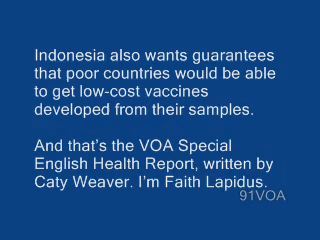 Indonesia also wants guarantees
that poor countries would be able
to get low-cost vaccines
developed from their samples.
And that's the VOA Special
English Health Report, written by
Caty Weaver. I'm Faith Lapidus.
91VOA